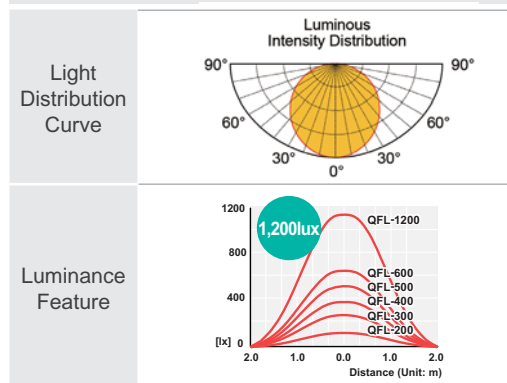 Light
Distribution
Curve
Luminous
Intensity Distribution
90°
90°
60°
60°
30°
30°
0°
Luminance
Feature
1200
1,200lux
QFL-1200
800
QFL-600
QFL-500
400
QFL-400
QFL-300
QFL-200
[lx] 0
2.0 1.0 0.0 1.0 2.0
Distance (Unit: m)